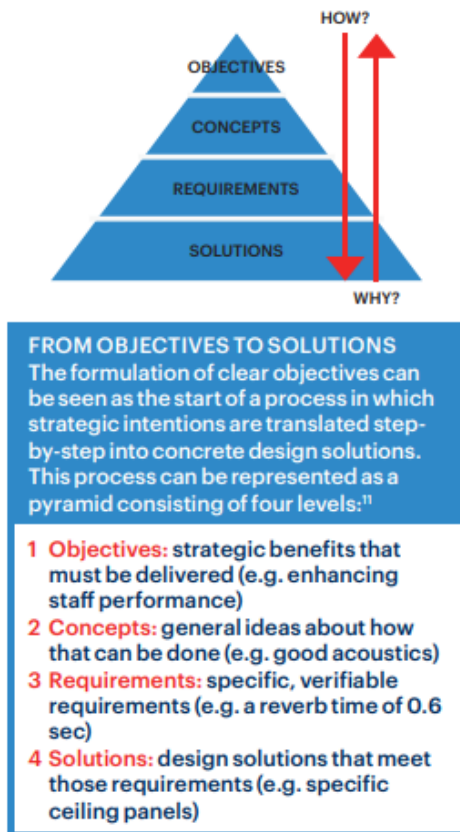 HOW?
OBJECTIVES
CONCEPTS
REQUIREMENTS
SOLUTIONS
WHY?
FROM OBJECTIVES TO SOLUTIONS
The formulation of clear objectives can
be seen as the start of a process in which
strategic intentions are translated step-
by-step into concrete design solutions.
This process can be represented as a
pyramid consisting of four levels:¹¹
1 Objectives: strategic benefits that
must be delivered (e.g. enhancing
staff performance)
2 Concepts: general ideas about how
that can be done (e.g. good acoustics)
3 Requirements: specific, verifiable
requirements (e.g. a reverb time of 0.6
sec)
4 Solutions: design solutions that meet
those requirements (e.g. specific
ceiling panels)